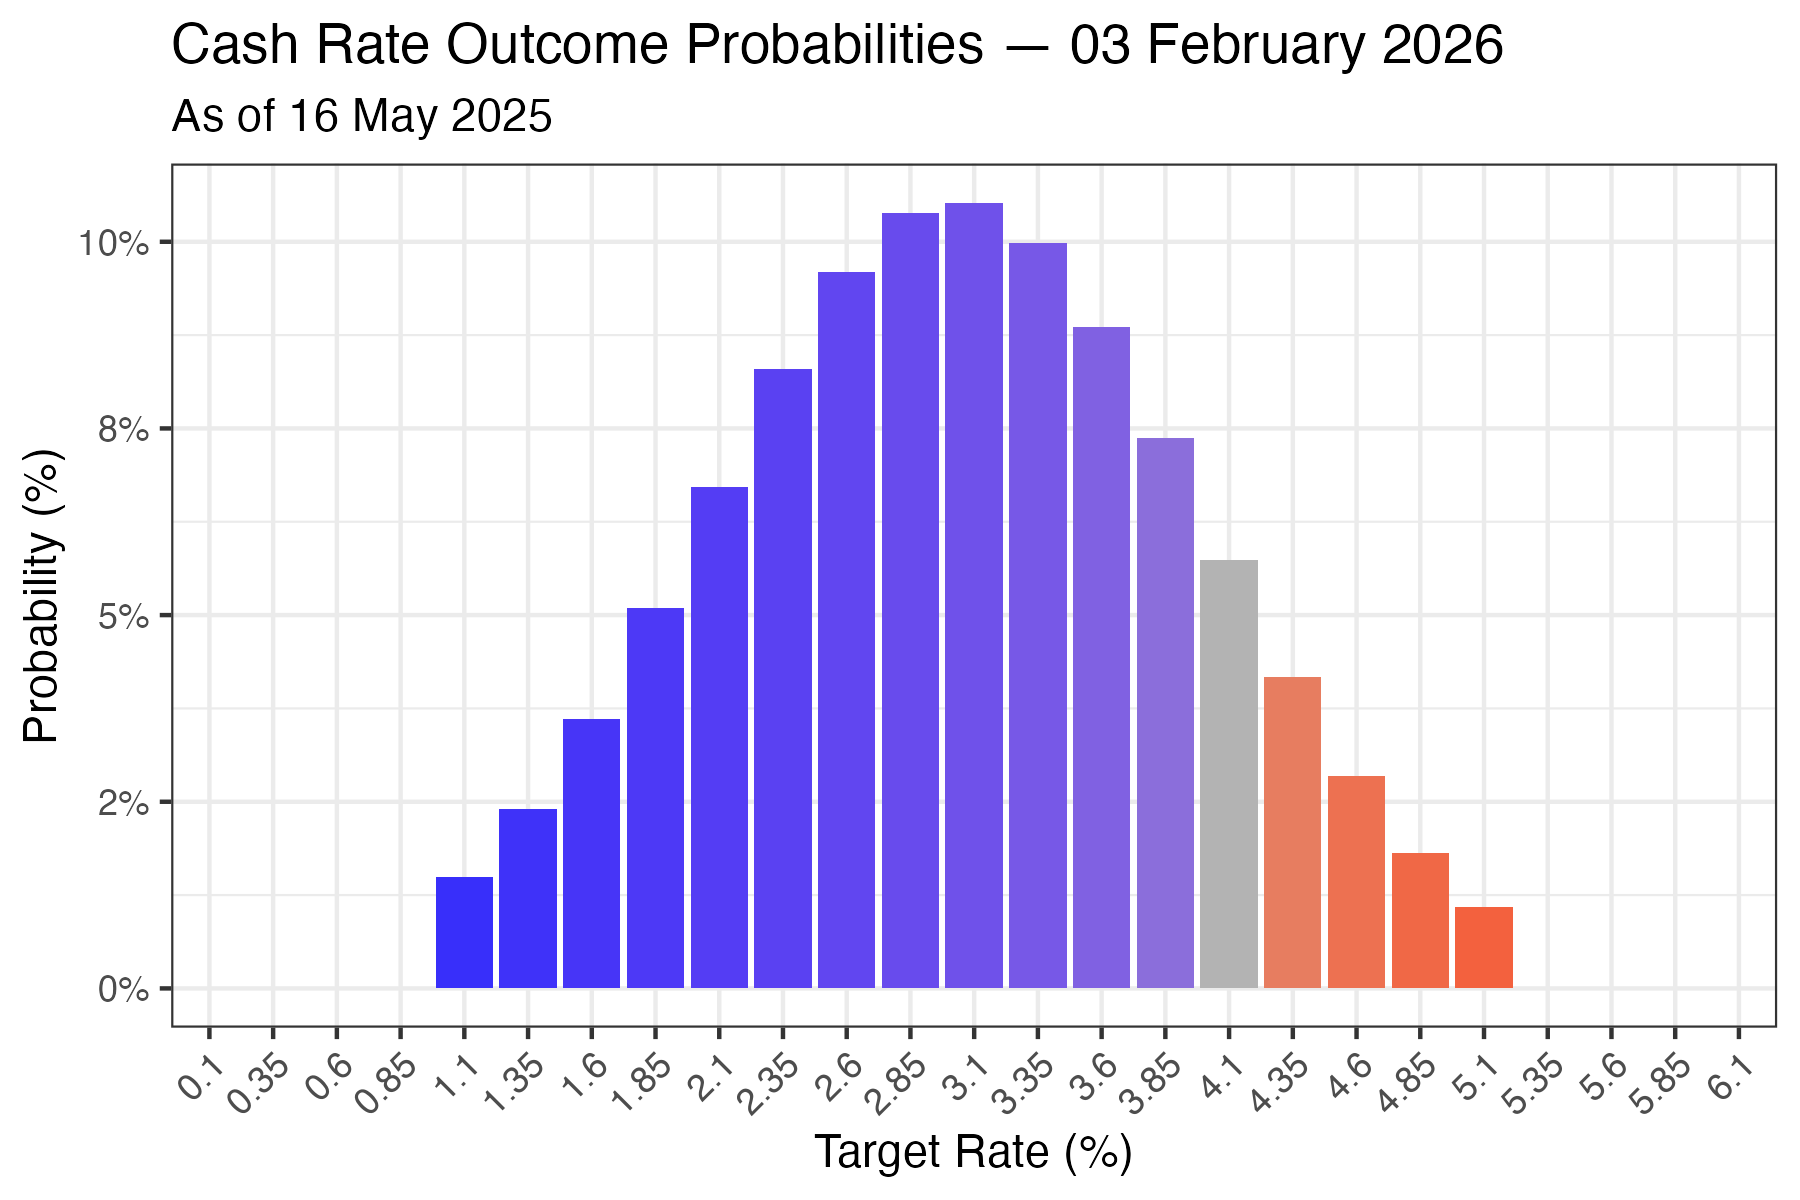 Cash Rate Outcome Probabilities — 03 February 2026
As of 16 May 2025
Probability (%)
10%
8%
5%
2%
0%
0.1 0.35 0.6 0.85 1.1 1.35 1.6 1.85 2.1 2.35 2.6 2.85 3.1 3.35 3.6 3.85 4.1 4.35 4.6 4.85 5.1 5.35 5.6 5.85 6.1
Target Rate (%)